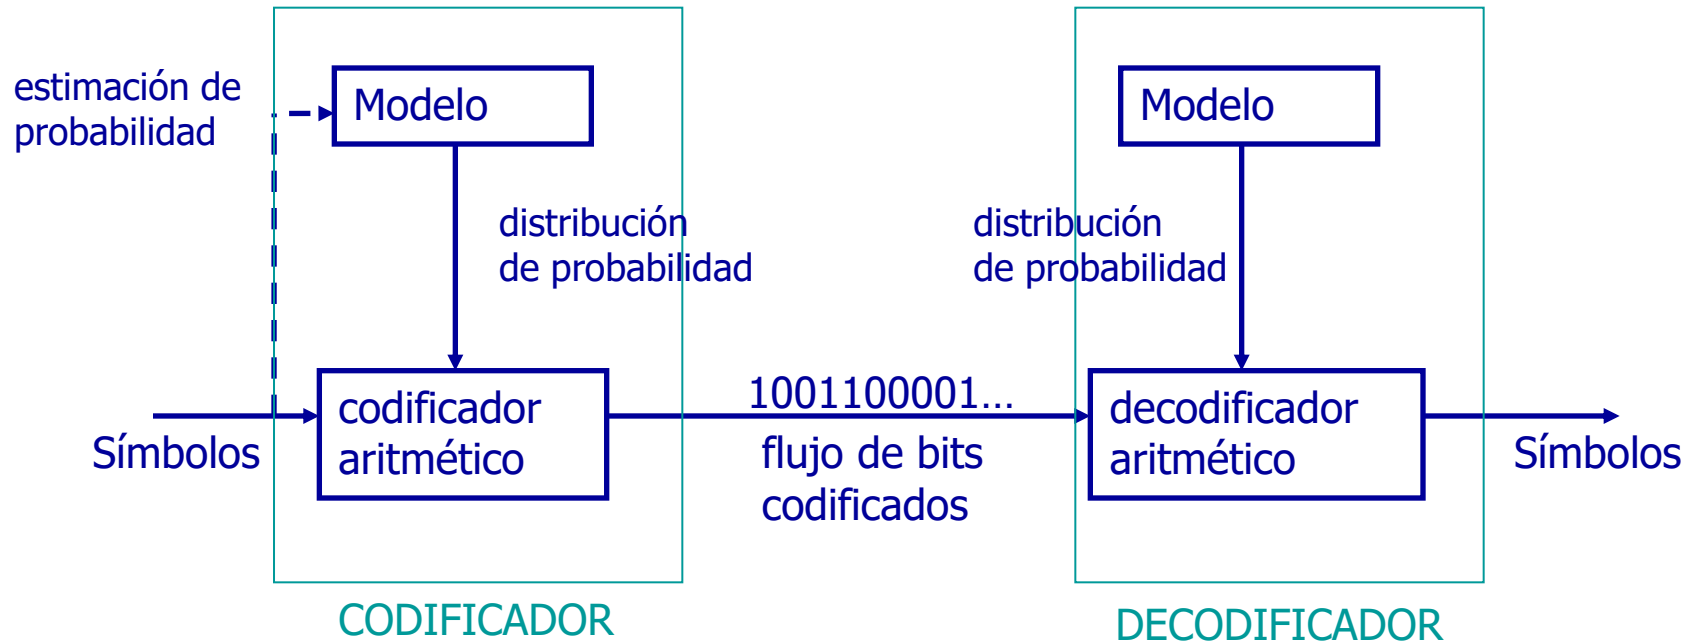 estimación de
probabilidad
Modelo
Modelo
distribución
de probabilidad
distribución
de probabilidad
Símbolos
codificador
aritmético
1001100001...
flujo de bits
codificados
decodificador
aritmético
Símbolos
CODIFICADOR
DECODIFICADOR